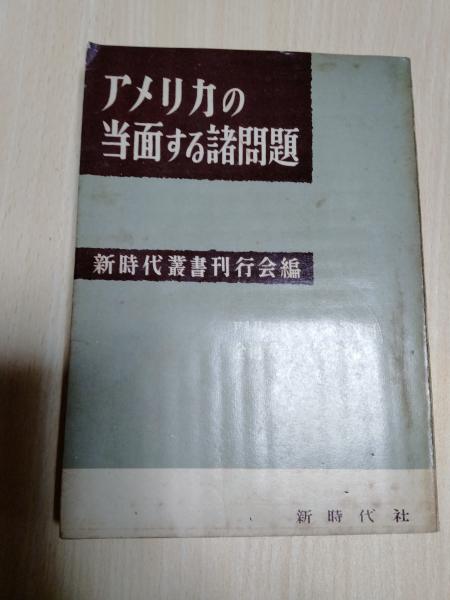 アメリカの
当面する諸問題
新時代叢書刊行会編
新時代社